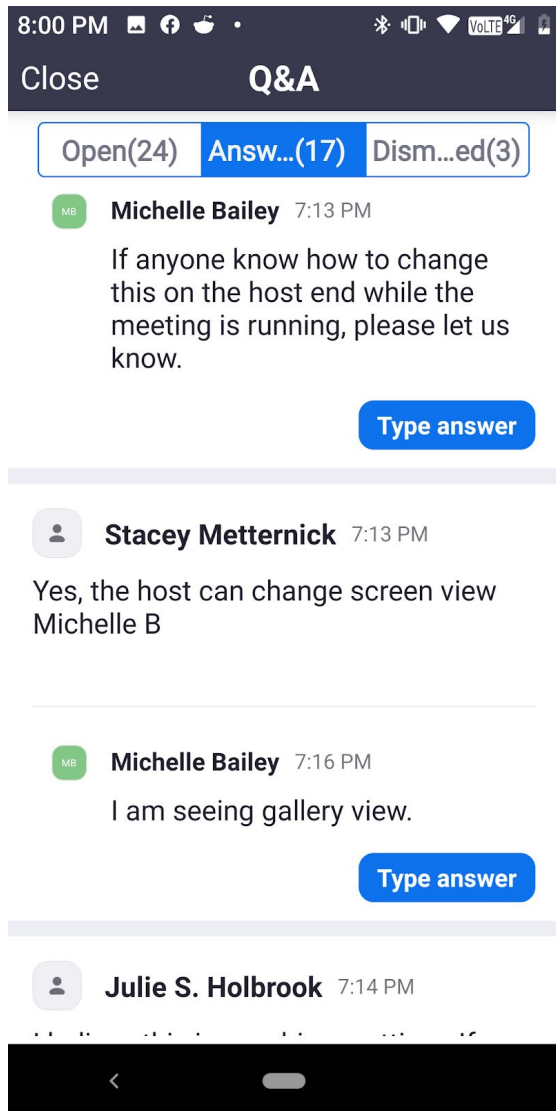 8:00 PM VoLTE 4G
Close Q&A
Open(24) Answ...(17) Dism...ed(3)
MB Michelle Bailey 7:13 PM
If anyone know how to change
this on the host end while the
meeting is running, please let us
know.
Type answer
Stacey Metternick 7:13 PM
Yes, the host can change screen view
Michelle B
MB Michelle Bailey 7:16 PM
I am seeing gallery view.
Type answer
Julie S. Holbrook 7:14 PM